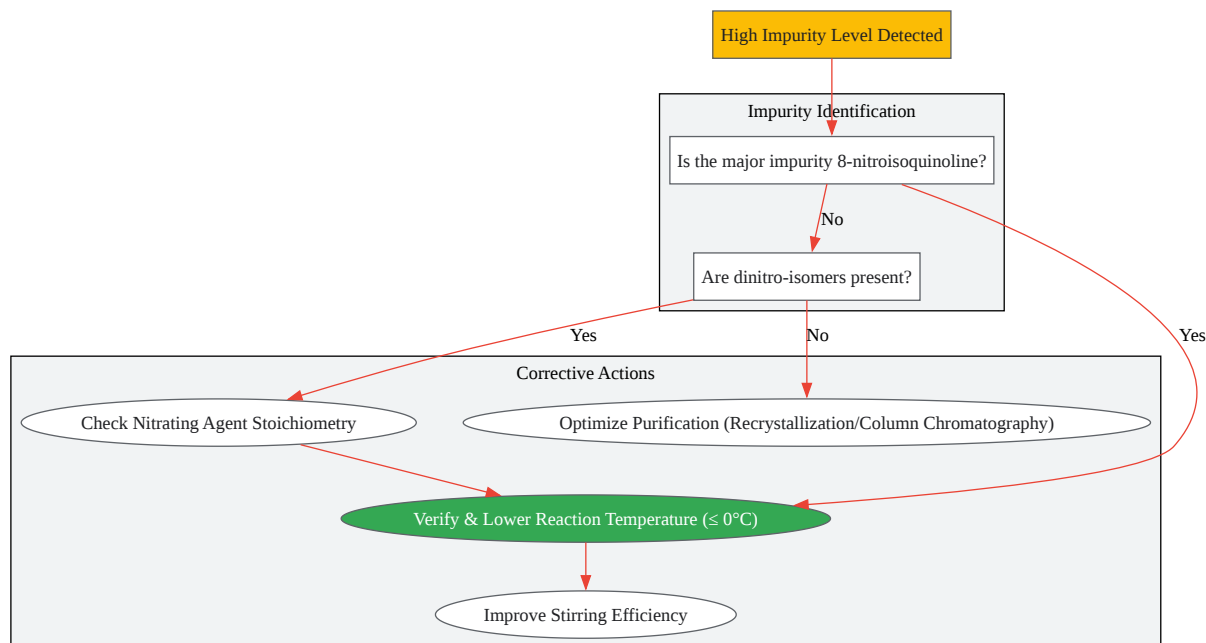 High Impurity Level Detected
Impurity Identification
Is the major impurity 8-nitroisoquinoline?
No
Are dinitro-isomers present?
Yes
No
Yes
Corrective Actions
Check Nitrating Agent Stoichiometry
Optimize Purification (Recrystallization/Column Chromatography)
Verify & Lower Reaction Temperature (≤ 0°C)
Improve Stirring Efficiency